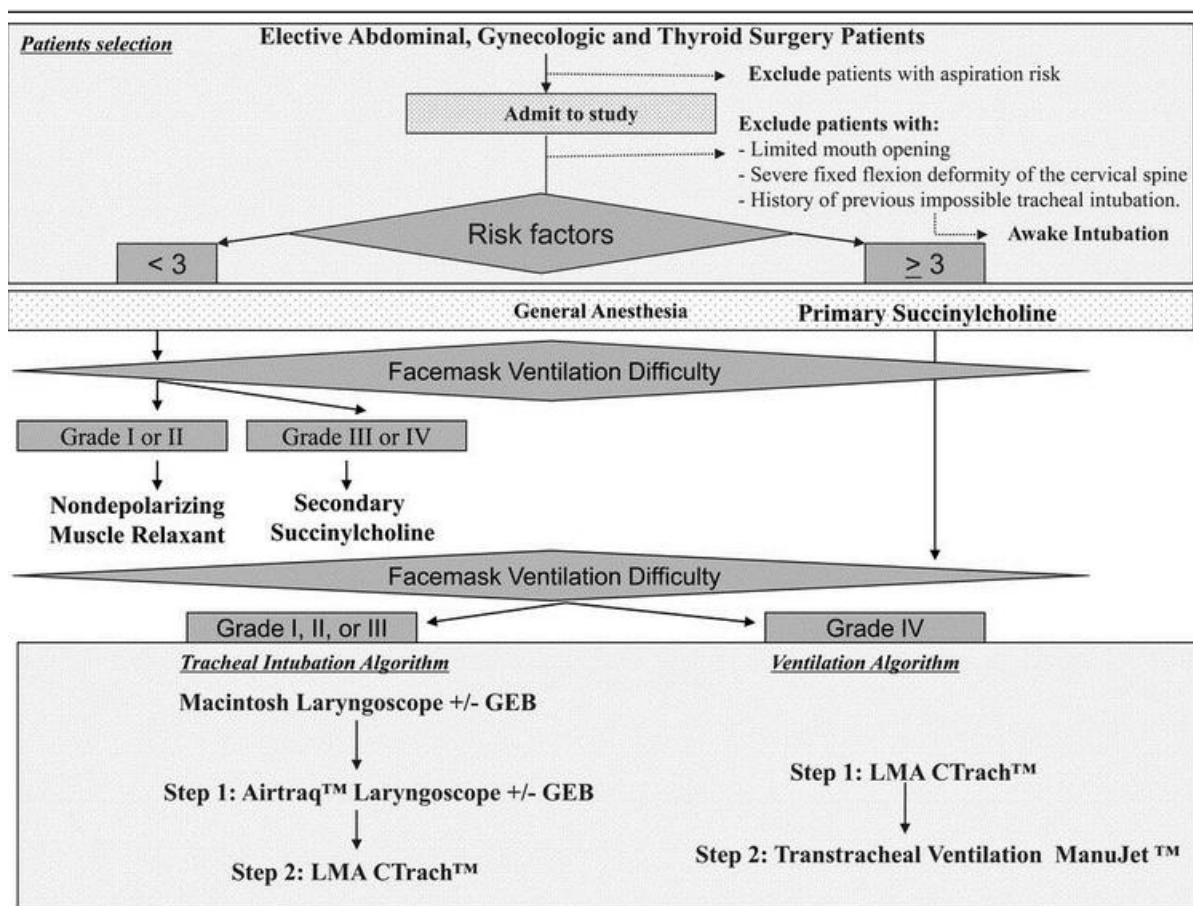 Patients selection
Elective Abdominal, Gynecologic and Thyroid Surgery Patients
Exclude patients with aspiration risk
Admit to study
Exclude patients with:
- Limited mouth opening
- Severe fixed flexion deformity of the cervical spine
- History of previous impossible tracheal intubation.
Risk factors
Awake Intubation
< 3
≥ 3
General Anesthesia
Primary Succinylcholine
Facemask Ventilation Difficulty
Grade I or II
Grade III or IV
Nondepolarizing
Muscle Relaxant
Secondary
Succinylcholine
Facemask Ventilation Difficulty
Grade I, II, or III
Grade IV
Tracheal Intubation Algorithm
Macintosh Laryngoscope +/- GEB
Step 1: Airtraq™ Laryngoscope +/- GEB
Step 2: LMA CTrach™
Ventilation Algorithm
Step 1: LMA CTrach™
Step 2: Transtracheal Ventilation ManuJet ™